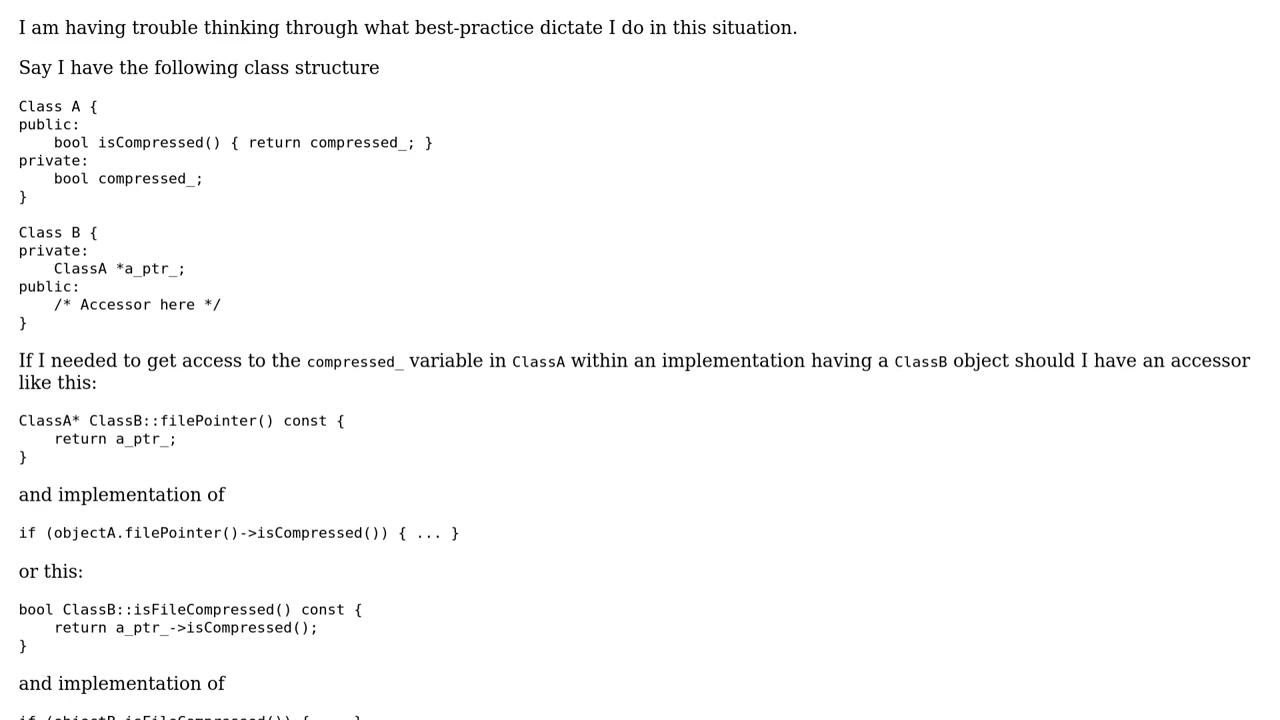 I am having trouble thinking through what best-practice dictate I do in this situation.
Say I have the following class structure
Class A {
public:
    bool isCompressed() { return compressed_; }
private:
    bool compressed_;
}
Class B {
private:
    ClassA *a_ptr_;
public:
    /* Accessor here */
}
If I needed to get access to the compressed_ variable in ClassA within an implementation having a ClassB object should I have an accessor
like this:
ClassA* ClassB::filePointer() const {
    return a_ptr_;
}
and implementation of
if (objectA.filePointer()->isCompressed()) { ... }
or this:
bool ClassB::isFileCompressed() const {
    return a_ptr_->isCompressed();
}
and implementation of
if (objectB.isFileCompressed()) { ... }